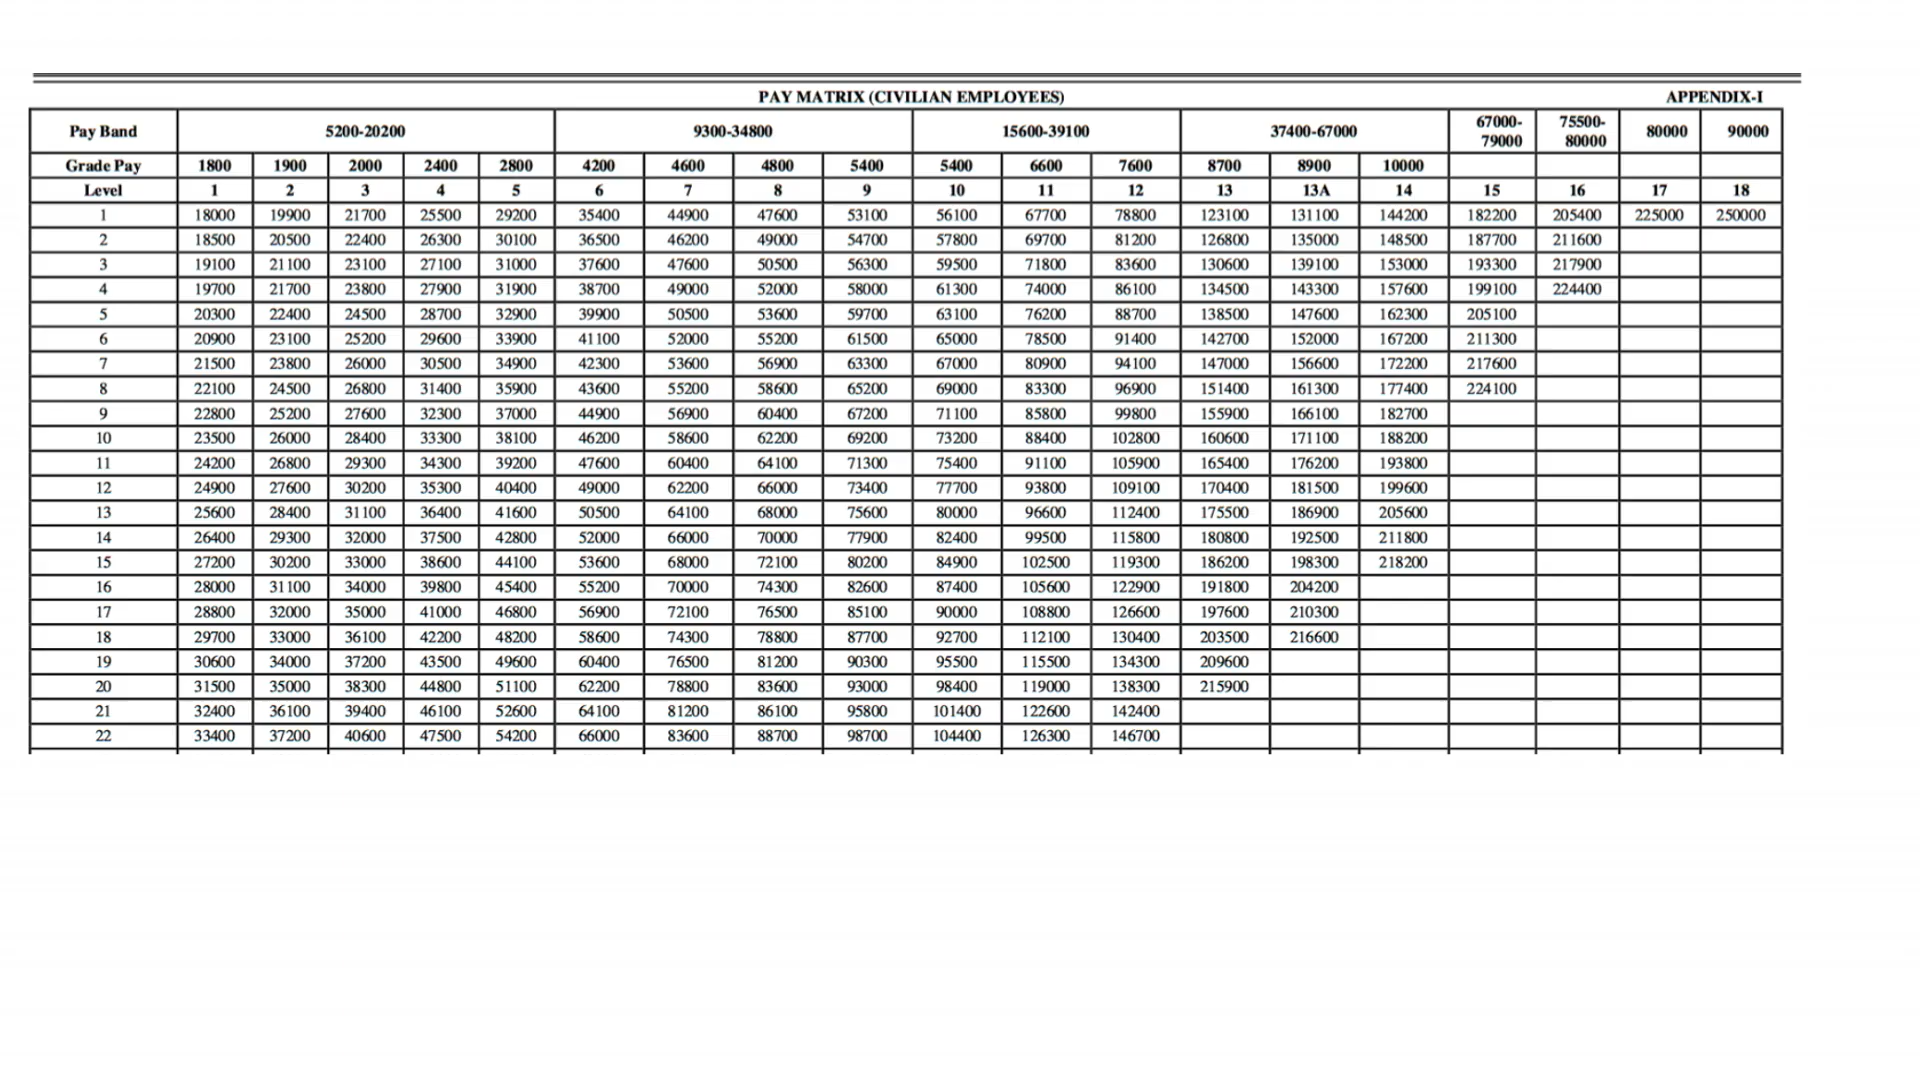 PAY MATRIX (CIVILIAN EMPLOYEES) APPENDIX-I
Pay Band 5200-20200 9300-34800 15600-39100 37400-67000 67000-79000 75500-80000 80000 90000
Grade Pay 1800 1900 2000 2400 2800 4200 4600 4800 5400 5400 6600 7600 8700 8900 10000
Level 1 2 3 4 5 6 7 8 9 10 11 12 13 13A 14 15 16 17 18
1 18000 19900 21700 25500 29200 35400 44900 47600 53100 56100 67700 78800 123100 131100 144200 182200 205400 225000 250000
2 18500 20500 22400 26300 30100 36500 46200 49000 54700 57800 69700 81200 126800 135000 148500 187700 211600
3 19100 21100 23100 27100 31000 37600 47600 50500 56300 59500 71800 83600 130600 139100 153000 193300 217900
4 19700 21700 23800 27900 31900 38700 49000 52000 58000 61300 74000 86100 134500 143300 157600 199100 224400
5 20300 22400 24500 28700 32900 39900 50500 53600 59700 63100 76200 88700 138500 147600 162300 205100
6 20900 23100 25200 29600 33900 41100 52000 55200 61500 65000 78500 91400 142700 152000 167200 211300
7 21500 23800 26000 30500 34900 42300 53600 56900 63300 67000 80900 94100 147000 156600 172200 217600
8 22100 24500 26800 31400 35900 43600 55200 58600 65200 69000 83300 96900 151400 161300 177400 224100
9 22800 25200 27600 32300 37000 44900 56900 60400 67200 71100 85800 99800 155900 166100 182700
10 23500 26000 28400 33300 38100 46200 58600 62200 69200 73200 88400 102800 160600 171100 188200
11 24200 26800 29300 34300 39200 47600 60400 64100 71300 75400 91100 105900 165400 176200 193800
12 24900 27600 30200 35300 40400 49000 62200 66000 73400 77700 93800 109100 170400 181500 199600
13 25600 28400 31100 36400 41600 50500 64100 68000 75600 80000 96600 112400 175500 186900 205600
14 26400 29300 32000 37500 42800 52000 66000 70000 77900 82400 99500 115800 180800 192500 211800
15 27200 30200 33000 38600 44100 53600 68000 72100 80200 84900 102500 119300 186200 198300 218200
16 28000 31100 34000 39800 45400 55200 70000 74300 82600 87400 105600 122900 191800 204200
17 28800 32000 35000 41000 46800 56900 72100 76500 85100 90000 108800 126600 197600 210300
18 29700 33000 36100 42200 48200 58600 74300 78800 87700 92700 112100 130400 203500 216600
19 30600 34000 37200 43500 49600 60400 76500 81200 90300 95500 115500 134300 209600
20 31500 35000 38300 44800 51100 62200 78800 83600 93000 98400 119000 138300 215900
21 32400 36100 39400 46100 52600 64100 81200 86100 95800 101400 122600 142400
22 33400 37200 40600 47500 54200 66000 83600 88700 98700 104400 126300 146700